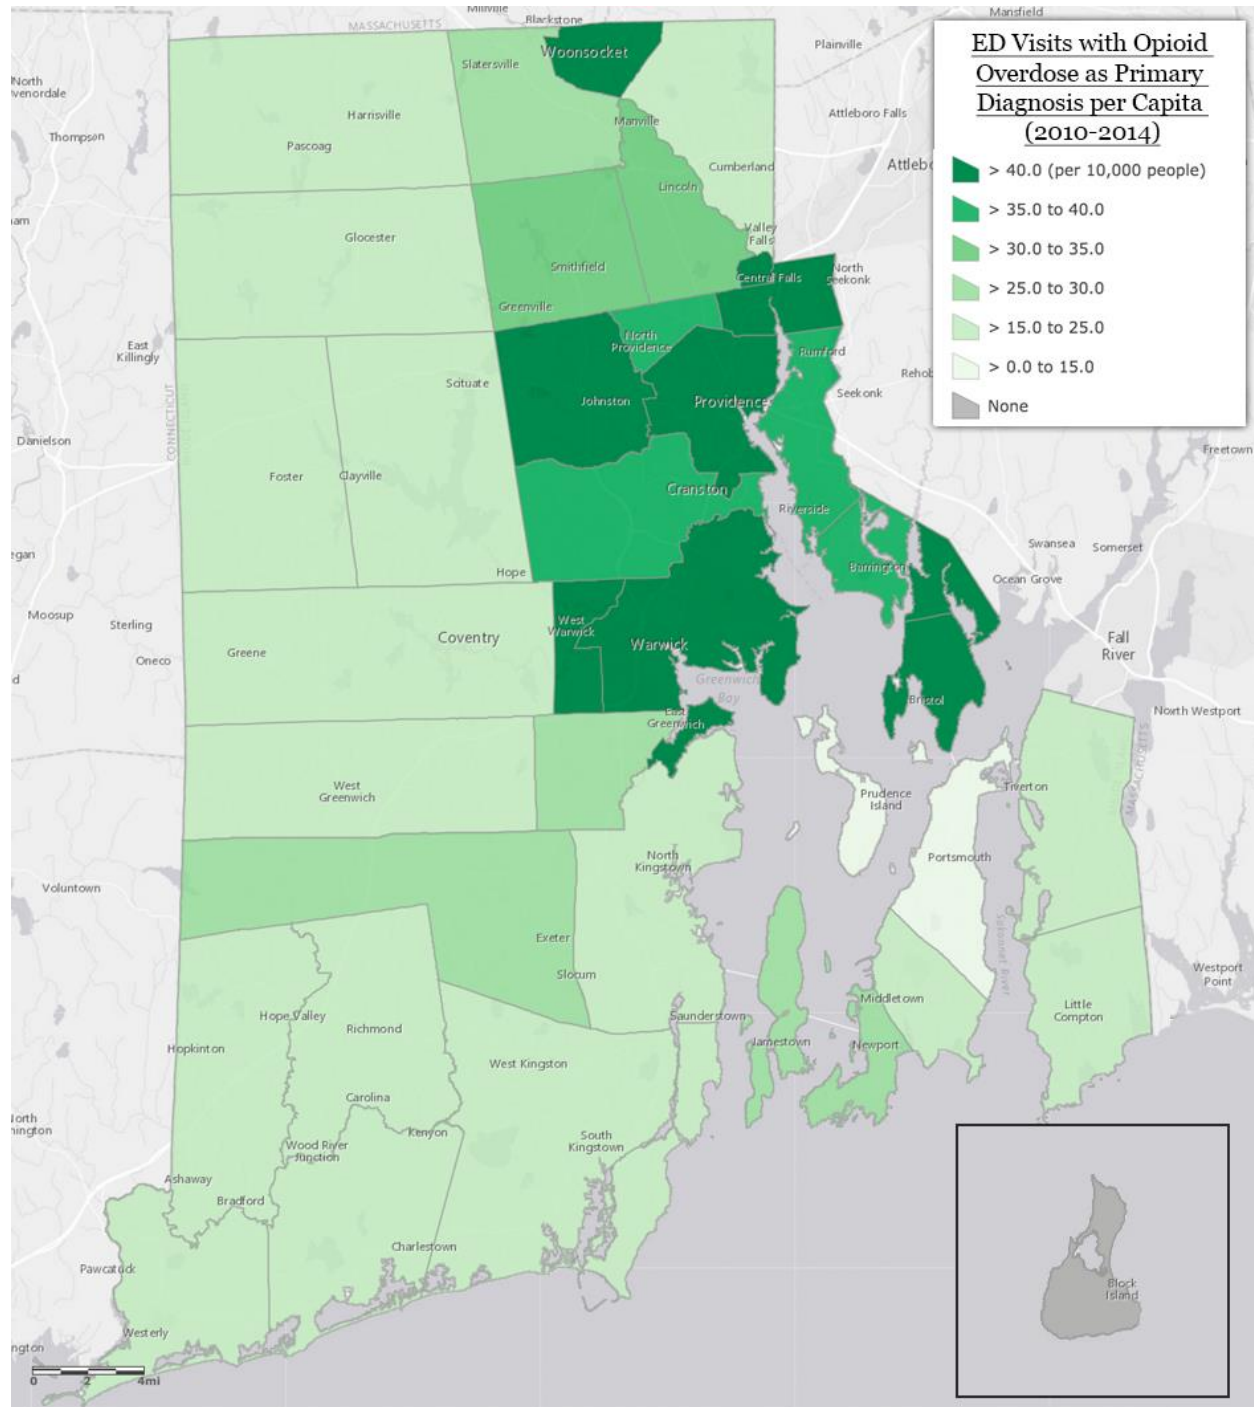 Millville
Blackstone
MASSACHUSETTS
Mansfield
Woonsocket
Plainville
Slatersville
North
Attleboro Falls
Harrisville
Manville
Thompson
Pascoag
Cumberland
Lincoln
Glocester
Valley
Falls
Smithfield
Central Falls
North
Seekonk
Greenville
East
Killingly
North
Providence
Rumford
Scituate
Seekonk
Johnston
Providence
CONNECTICUT
Danielson
Freetown
Foster
Clayville
Cranston
Riverside
Swansea
Somerset
Hope
Barrington
Ocean Grove
Moosup
Sterling
West
Warwick
Coventry
Warwick
Fall
River
Greene
Oneco
Greenwich
Bay
Bristol
East
Greenwich
North Westport
MASSACHUSETTS
West
Greenwich
Prudence
Island
Tiverton
North
Kingstown
Portsmouth
Voluntown
Exeter
Sakonnet River
Slocum
Westport
Point
Middletown
Hope Valley
Richmond
Saunderstown
Little
Compton
Hopkinton
West Kingston
Jamestown
Newport
Carolina
Kenyon
South
Kingstown
Wood River
Junction
Ashaway
Bradford
Charlestown
Pawcatuck
Block
Island
Westerly
0 2 4mi
ED Visits with Opioid
Overdose as Primary
Diagnosis per Capita
(2010-2014)
> 40.0 (per 10,000 people)
> 35.0 to 40.0
> 30.0 to 35.0
> 25.0 to 30.0
> 15.0 to 25.0
> 0.0 to 15.0
None